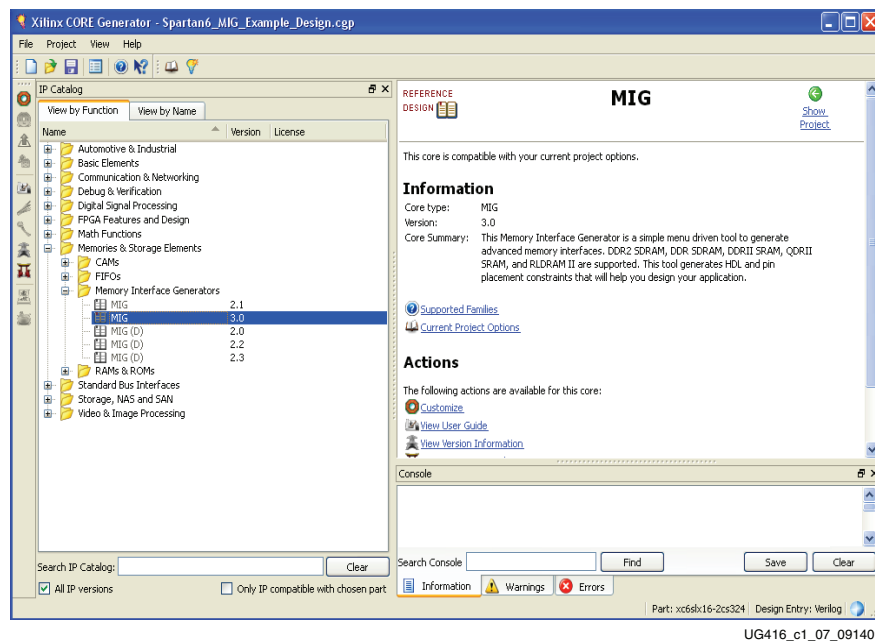 Xilinx CORE Generator - Spartan6_MIG_Example_Design.cgp
File Project View Help
IP Catalog
View by Function View by Name
Name Version License
Automotive & Industrial
Basic Elements
Communication & Networking
Debug & Verification
Digital Signal Processing
FPGA Features and Design
Math Functions
Memories & Storage Elements
CAMs
FIFOs
Memory Interface Generators
MIG 2.1
MIG 3.0
MIG (D) 2.0
MIG (D) 2.2
MIG (D) 2.3
RAMs & ROMs
Standard Bus Interfaces
Storage, NAS and SAN
Video & Image Processing
Search IP Catalog: Clear
All IP versions Only IP compatible with chosen part
REFERENCE
DESIGN
MIG
Show
Project
This core is compatible with your current project options.
Information
Core type: MIG
Version: 3.0
Core Summary: This Memory Interface Generator is a simple menu driven tool to generate
advanced memory interfaces. DDR2 SDRAM, DDR SDRAM, DDRII SRAM, QDRII
SRAM, and RLDRAM II are supported. This tool generates HDL and pin
placement constraints that will help you design your application.
Supported Families
Current Project Options
Actions
The following actions are available for this core:
Customize
View User Guide
View Version Information
Console
Search Console Find Save Clear
Information Warnings Errors
Part: xc6slx16-2cs324 Design Entry: Verilog
UG416_c1_07_09140